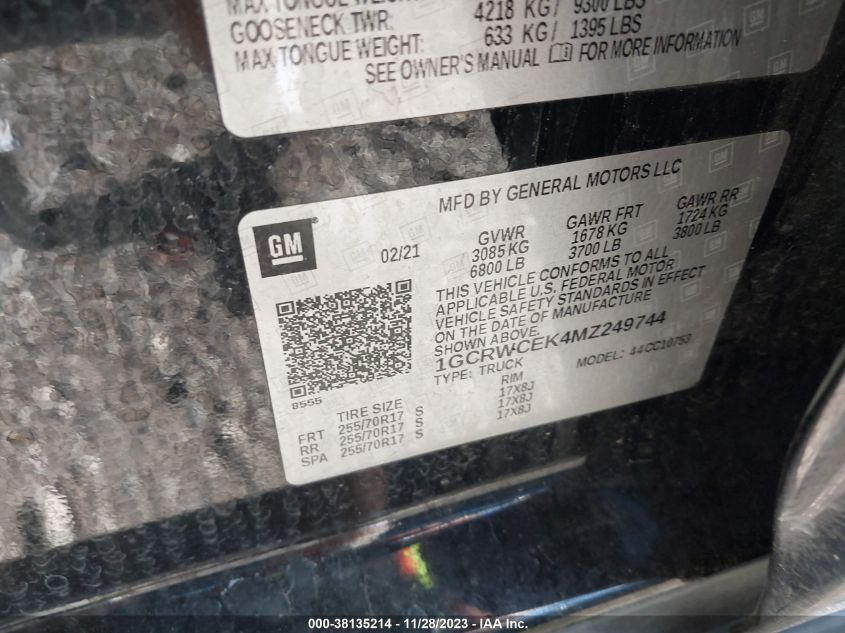 MAX TONGUE WEIGHT:
4218 KG / 9300 LBS
GOOSENECK TWR: 633 KG / 1395 LBS
MAX TONGUE WEIGHT:
SEE OWNER'S MANUAL FOR MORE INFORMATION
GM
MFD BY GENERAL MOTORS LLC
02/21
GVWR GAWR FRT GAWR RR
3085 KG 1678 KG 1724 KG
6800 LB 3700 LB 3800 LB
THIS VEHICLE CONFORMS TO ALL
APPLICABLE U.S. FEDERAL MOTOR
VEHICLE SAFETY STANDARDS IN EFFECT
ON THE DATE OF MANUFACTURE
SHOWN ABOVE.
1GCRWCEK4MZ249744
TYPE: TRUCK MODEL: 44CC10753
8555
TIRE SIZE RIM
FRT 255/70R17 S 17X8J
RR 255/70R17 S 17X8J
SPA 255/70R17 S 17X8J
000-38135214 - 11/28/2023 - IAA Inc.